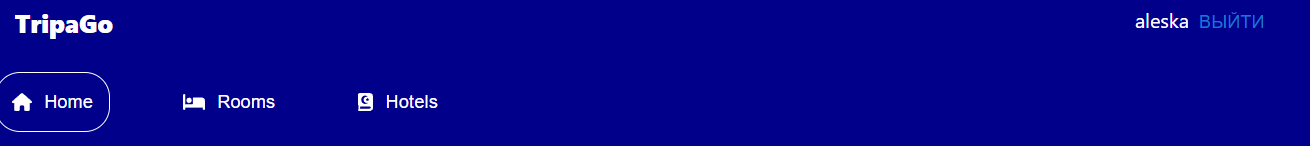 TripaGo
aleska ВЫЙТИ
Home Rooms Hotels